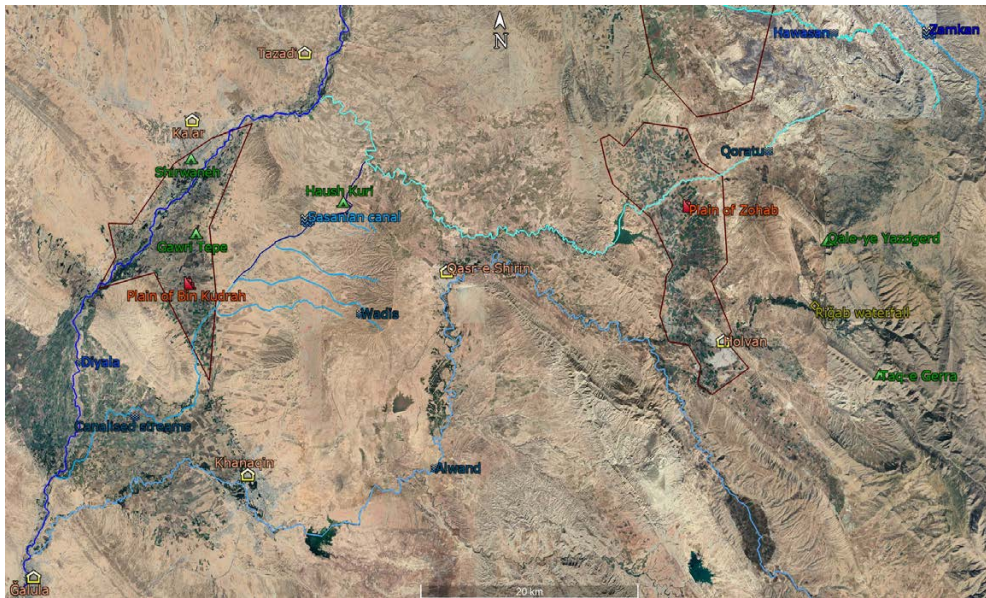 Hawasan
Zamkan
N
Tazadi
Kalar
Qoratu
Shirwaneh
Haush Kuri
Plain of Zohab
Sasanian canal
Qale-ye Yazdgerd
Gawri Tepe
Qasr-e Shirin
Plain of Bin Kudrah
Wadis
Rigab waterfall
Holvan
Diyala
Taq-e Gerra
Canalised streams
Khanaqin
Alwand
Ğalula
20 km